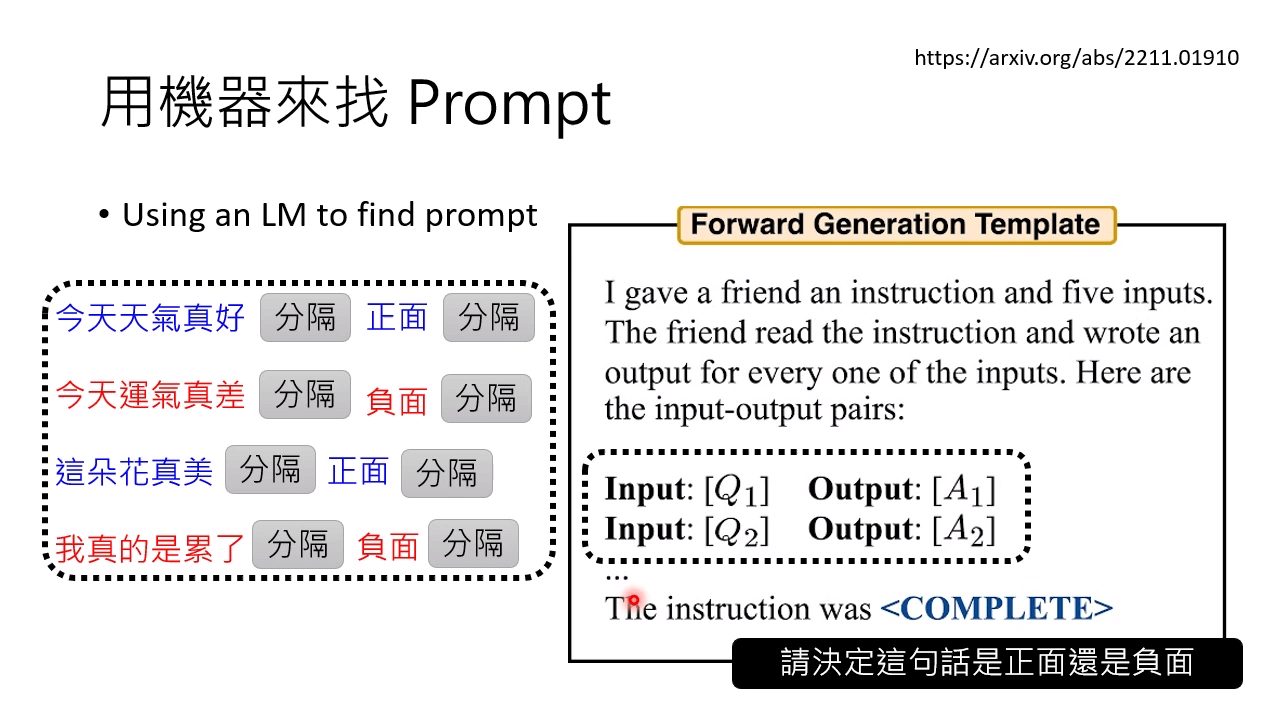 https://arxiv.org/abs/2211.01910
用機器來找 Prompt
• Using an LM to find prompt
今天天氣真好 分隔 正面 分隔
今天運氣真差 分隔 負面 分隔
這朵花真美 分隔 正面 分隔
我真的是累了 分隔 負面 分隔
Forward Generation Template
I gave a friend an instruction and five inputs.
The friend read the instruction and wrote an
output for every one of the inputs. Here are
the input-output pairs:
Input: [Q1] Output: [A1]
Input: [Q2] Output: [A2]
...
The instruction was <COMPLETE>
請決定這句話是正面還是負面